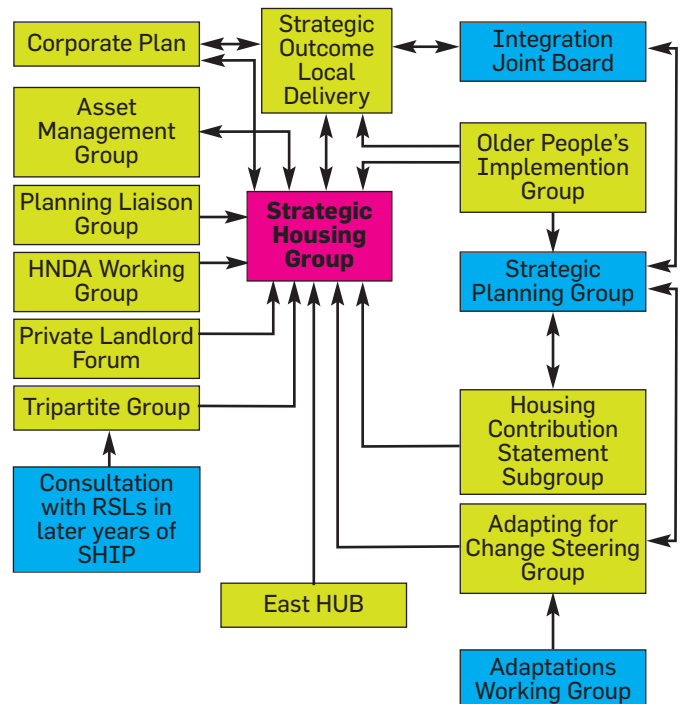 Corporate Plan
Strategic
Outcome
Local
Delivery
Integration
Joint Board
Asset
Management
Group
Older People's
Implemention
Group
Planning Liaison
Group
Strategic
Housing
Group
HNDA Working
Group
Strategic
Planning Group
Private Landlord
Forum
Tripartite Group
Housing
Contribution
Statement
Subgroup
Consultation
with RSLs in
later years of
SHIP
Adapting for
Change Steering
Group
East HUB
Adaptations
Working Group